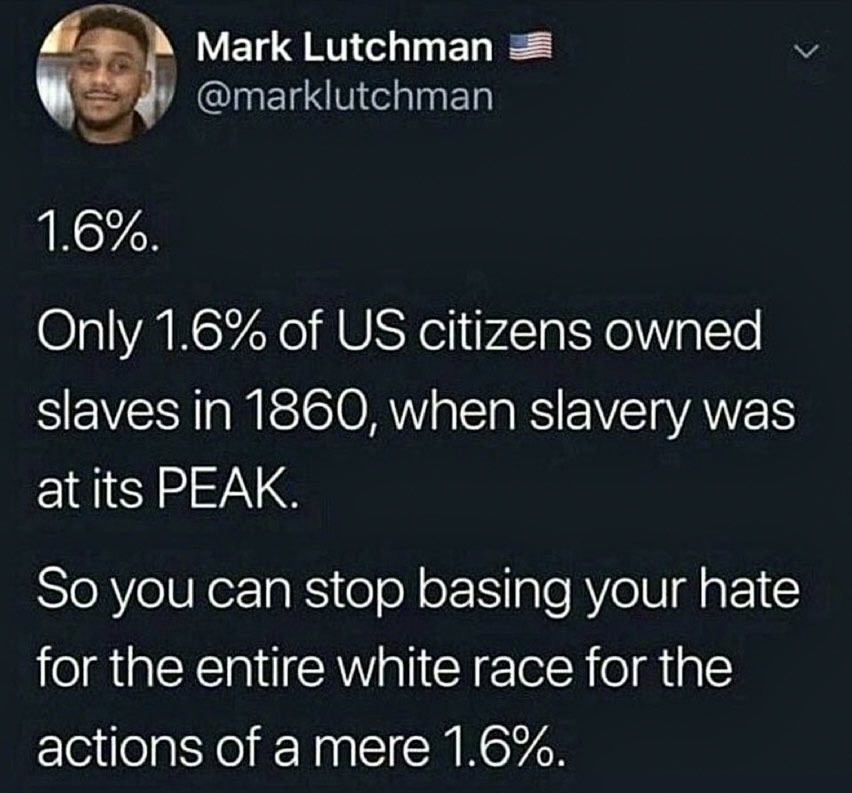 Mark Lutchman 🇺🇸
@marklutchman
1.6%.
Only 1.6% of US citizens owned
slaves in 1860, when slavery was
at its PEAK.
So you can stop basing your hate
for the entire white race for the
actions of a mere 1.6%.